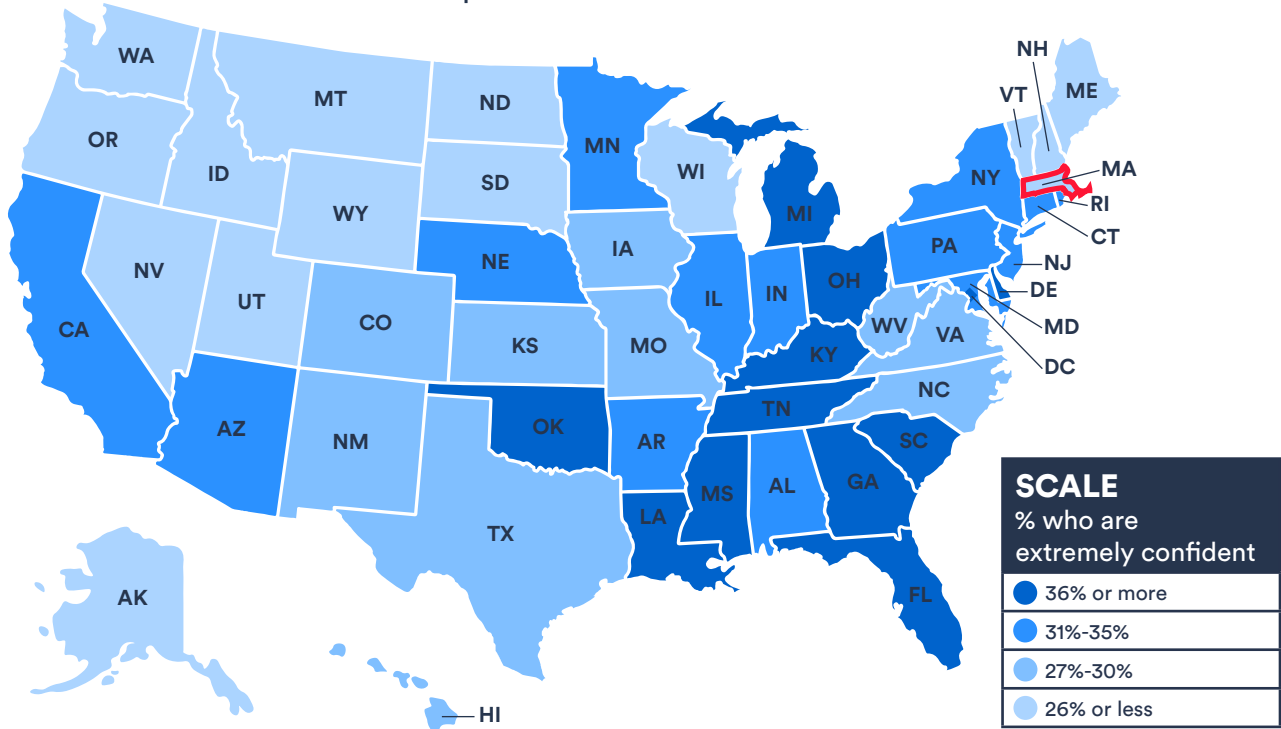 WA
MT
ND
MN
OR
ID
SD
WI
WY
NH
VT
ME
MA
NY
RI
CT
MI
PA
NJ
DE
MD
DC
NV
UT
CA
CO
NE
IA
IL
IN
OH
WV
VA
KS
MO
KY
NC
TN
AZ
NM
OK
AR
SC
MS
AL
GA
LA
TX
FL
AK
HI
SCALE
% who are
extremely confident
36% or more
31%-35%
27%-30%
26% or less